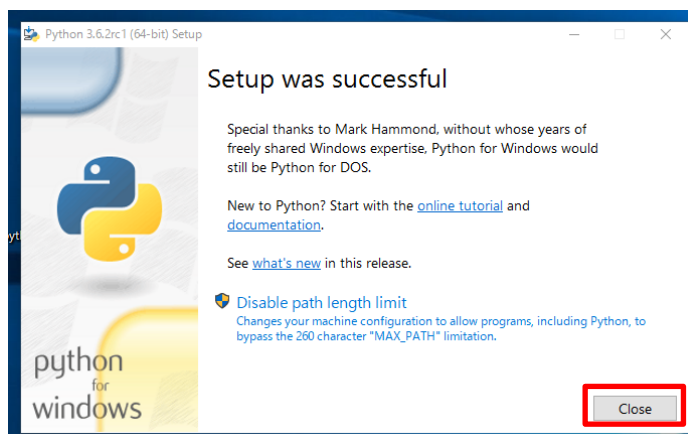 Python 3.6.2rc1 (64-bit) Setup
Setup was successful
Special thanks to Mark Hammond, without whose years of
freely shared Windows expertise, Python for Windows would
still be Python for DOS.
New to Python? Start with the online tutorial and
documentation.
See what's new in this release.
Disable path length limit
Changes your machine configuration to allow programs, including Python, to
bypass the 260 character "MAX_PATH" limitation.
python
for
windows
Close